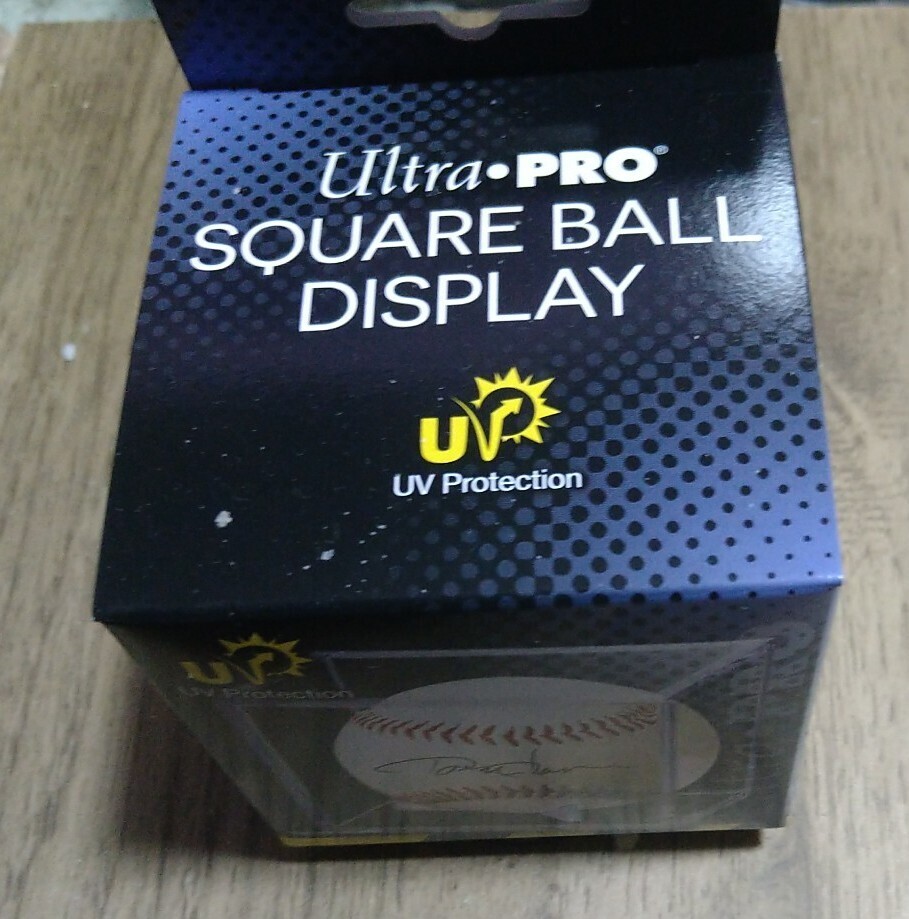 Ultra•PRO®
SQUARE BALL
DISPLAY
UV
UV Protection
UV
UV Protection